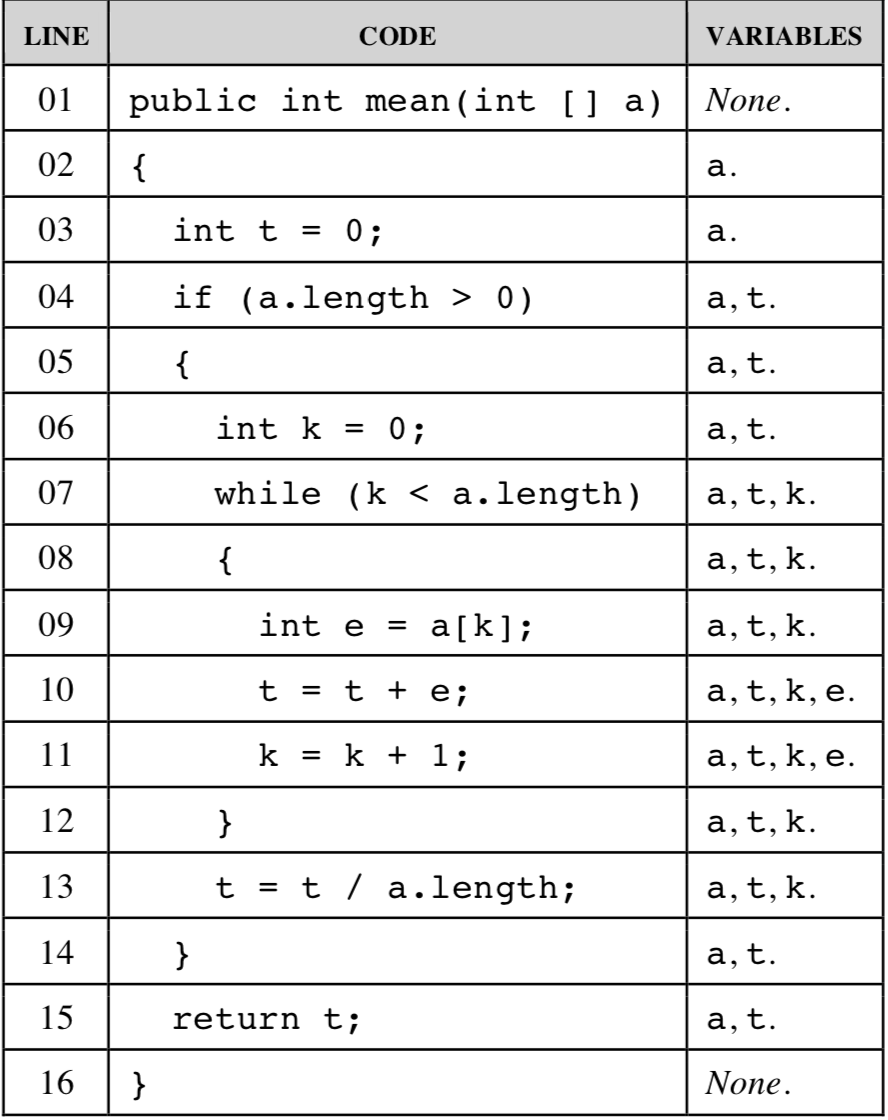 LINE CODE VARIABLES
01 public int mean(int [] a) None.
02 { a.
03 int t = 0; a.
04 if (a.length > 0) a, t.
05 { a, t.
06 int k = 0; a, t.
07 while (k < a.length) a, t, k.
08 { a, t, k.
09 int e = a[k]; a, t, k.
10 t = t + e; a, t, k, e.
11 k = k + 1; a, t, k, e.
12 } a, t, k.
13 t = t / a.length; a, t, k.
14 } a, t.
15 return t; a, t.
16 } None.